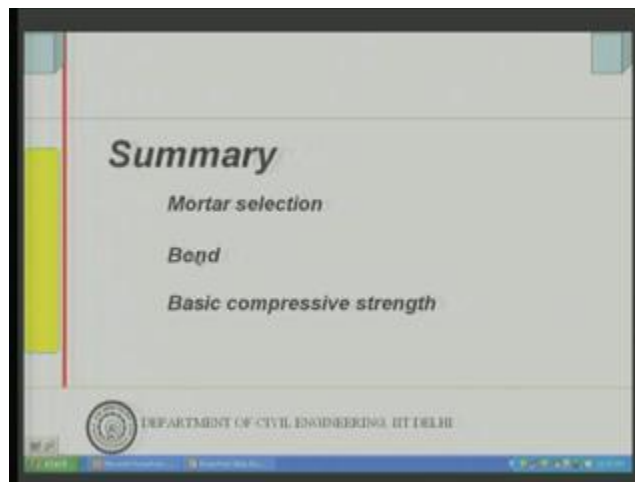 Summary
Mortar selection
Bond
Basic compressive strength
DEPARTMENT OF CIVIL ENGINEERING, IIT DELHI